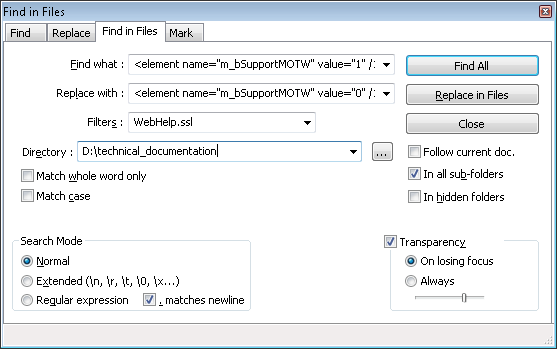 Find in Files
Find Replace Find in Files Mark
Find what : <element name="m_bSupportMOTW" value="1" /: Find All
Replace with : <element name="m_bSupportMOTW" value="0" /: Replace in Files
Filters: WebHelp.ssl Close
Directory : D:\technical_documentation ... Follow current doc.
Match whole word only In all sub-folders
Match case In hidden folders
Search Mode Transparency
Normal On losing focus
Extended (\n, \r, \t, \0, \x...) Always
Regular expression . matches newline